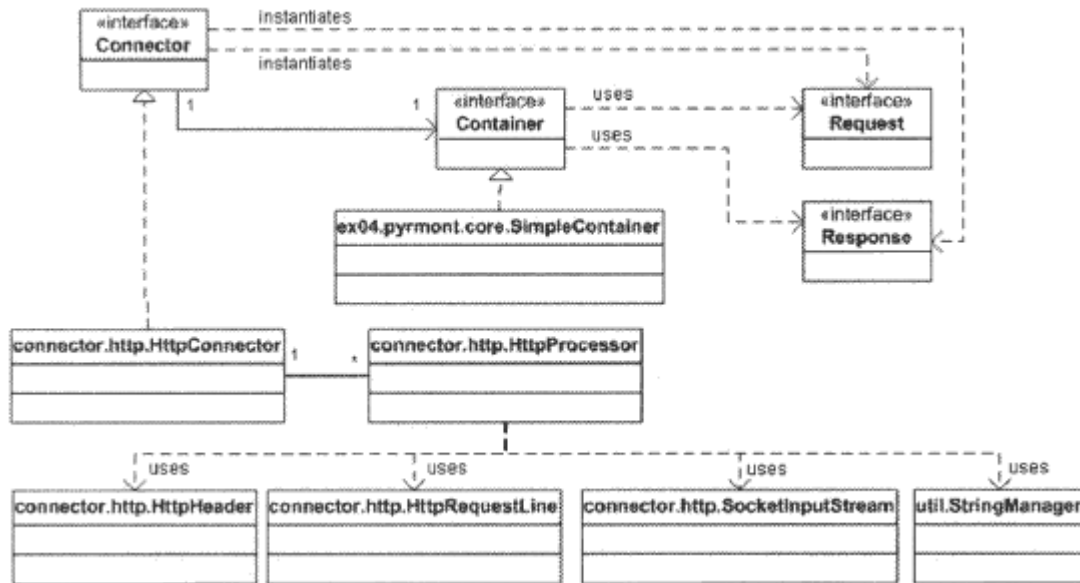 «interface»
Connector
instantiates
instantiates
1
1
«interface»
Container
uses
uses
«interface»
Request
«interface»
Response
ex04.pyrmont.core.SimpleContainer
connector.http.HttpConnector
1
*
connector.http.HttpProcessor
uses
uses
uses
uses
connector.http.HttpHeader
connector.http.HttpRequestLine
connector.http.SocketInputStream
util.StringManager